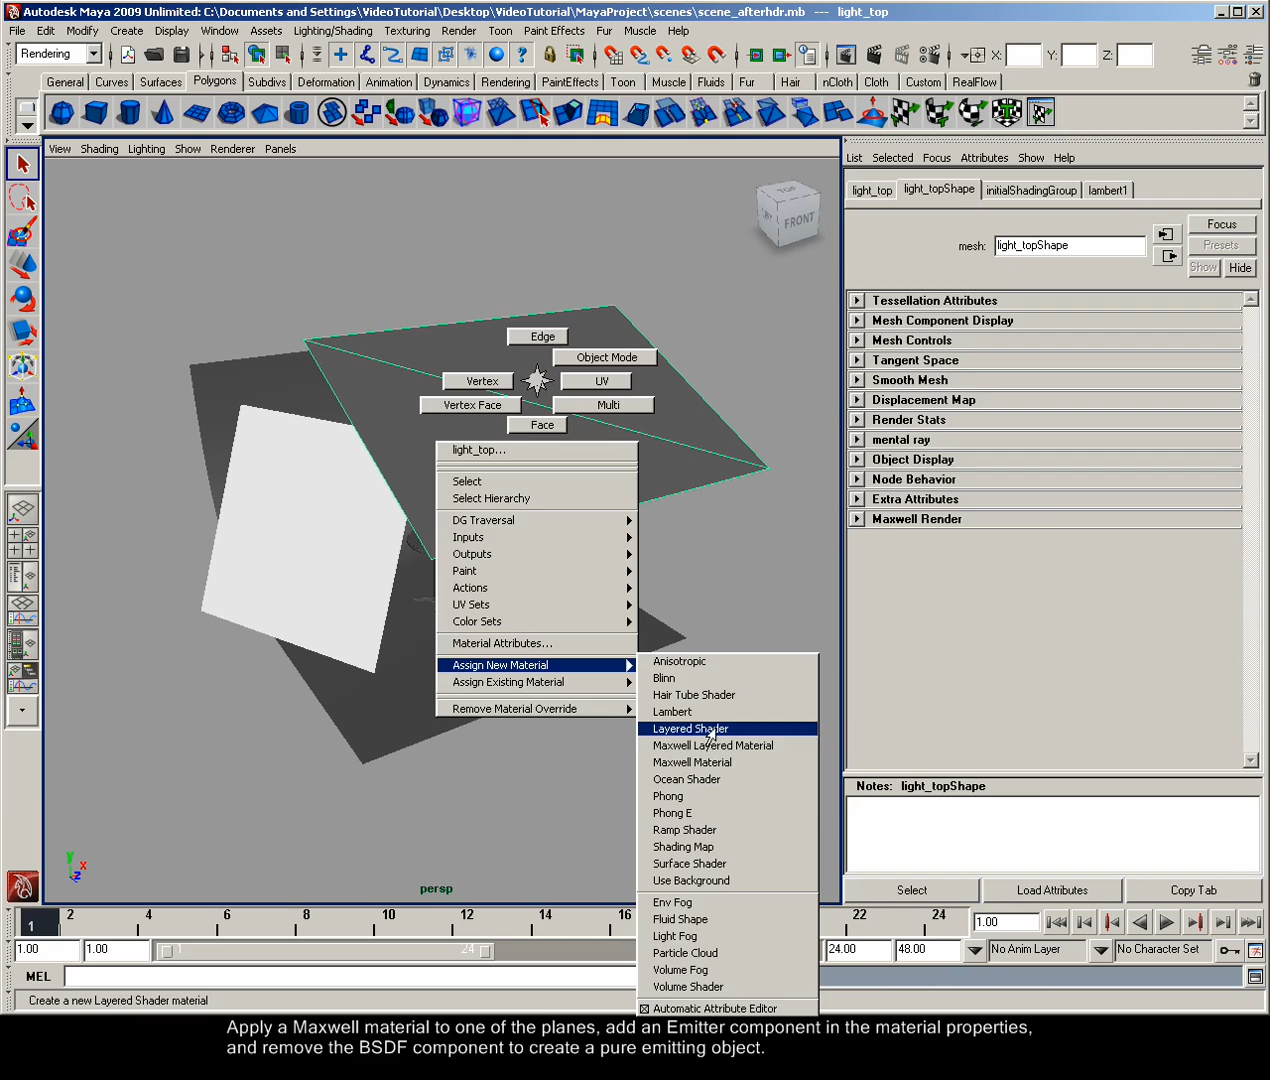 Autodesk Maya 2009 Unlimited: C:\Documents and Settings\VideoTutorial\Desktop\VideoTutorial\MayaProject\scenes\scene_afterhdr.mb --- light_top
File Edit Modify Create Display Window Assets Lighting/Shading Texturing Render Toon Paint Effects Fur Muscle Help
Rendering X: Y: Z:
General Curves Surfaces Polygons Subdivs Deformation Animation Dynamics Rendering PaintEffects Toon Muscle Fluids Fur Hair nCloth Cloth Custom RealFlow
View Shading Lighting Show Renderer Panels
List Selected Focus Attributes Show Help
light_top light_topShape initialShadingGroup lambert1
mesh: light_topShape
Focus
Presets
Show Hide
TOP
FRONT
Tessellation Attributes
Mesh Component Display
Mesh Controls
Tangent Space
Smooth Mesh
Displacement Map
Render Stats
mental ray
Object Display
Node Behavior
Extra Attributes
Maxwell Render
Edge
Object Mode
Vertex
UV
Vertex Face
Multi
Face
light_top...
Select
Select Hierarchy
DG Traversal
Inputs
Outputs
Paint
Actions
UV Sets
Color Sets
Material Attributes...
Assign New Material
Assign Existing Material
Remove Material Override
Anisotropic
Blinn
Hair Tube Shader
Lambert
Layered Shader
Maxwell Layered Material
Maxwell Material
Ocean Shader
Phong
Phong E
Ramp Shader
Shading Map
Surface Shader
Use Background
Env Fog
Fluid Shape
Light Fog
Particle Cloud
Volume Fog
Volume Shader
Automatic Attribute Editor
Notes: light_topShape
Select Load Attributes Copy Tab
y
x
z
persp
1 2 4 6 8 10 12 14 16 22 24 1.00
1.00 1.00 1 24 24.00 48.00 No Anim Layer No Character Set
MEL
Create a new Layered Shader material
Apply a Maxwell material to one of the planes, add an Emitter component in the material properties,
and remove the BSDF component to create a pure emitting object.